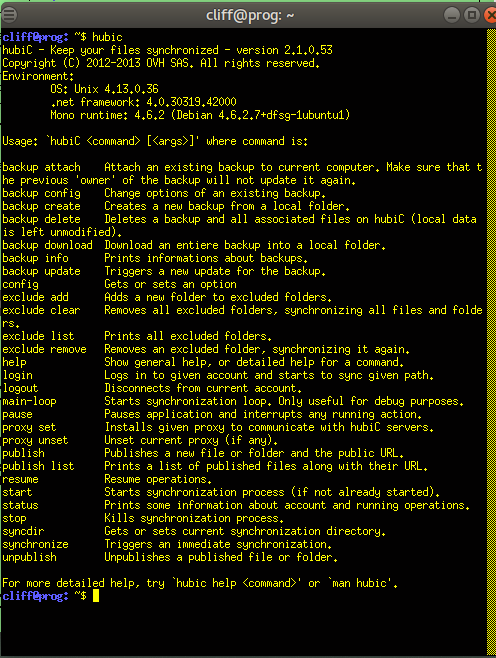 cliff@prog: ~
cliff@prog: ~$ hubic
hubiC - Keep your files synchronized - version 2.1.0.53
Copyright (C) 2012-2013 OVH SAS. All rights reserved.
Environment:
OS: Unix 4.13.0.36
.net framework: 4.0.30319.42000
Mono runtime: 4.6.2 (Debian 4.6.2.7+dfsg-1ubuntu1)
Usage: `hubiC <command> [<args>]' where command is:
backup attach    Attach an existing backup to current computer. Make sure that t
he previous 'owner' of the backup will not update it again.
backup config    Change options of an existing backup.
backup create    Creates a new backup from a local folder.
backup delete    Deletes a backup and all associated files on hubiC (local data
is left unmodified).
backup download  Download an entiere backup into a local folder.
backup info      Prints informations about backups.
backup update    Triggers a new update for the backup.
config           Gets or sets an option
exclude add      Adds a new folder to excluded folders.
exclude clear    Removes all excluded folders, synchronizing all files and folde
rs.
exclude list     Prints all excluded folders.
exclude remove   Removes an excluded folder, synchronizing it again.
help             Show general help, or detailed help for a command.
login            Logs in to given account and starts to sync given path.
logout           Disconnects from current account.
main-loop        Starts synchronization loop. Only useful for debug purposes.
pause            Pauses application and interrupts any running action.
proxy set        Installs given proxy to communicate with hubiC servers.
proxy unset      Unset current proxy (if any).
publish          Publishes a new file or folder and the public URL.
publish list     Prints a list of published files along with their URL.
resume           Resume operations.
start            Starts synchronization process (if not already started).
status           Prints some information about account and running operations.
stop             Kills synchronization process.
syncdir          Gets or sets current synchronization directory.
synchronize      Triggers an immediate synchronization.
unpublish        Unpublishes a published file or folder.
For more detailed help, try `hubic help <command>' or `man hubic'.
cliff@prog: ~$